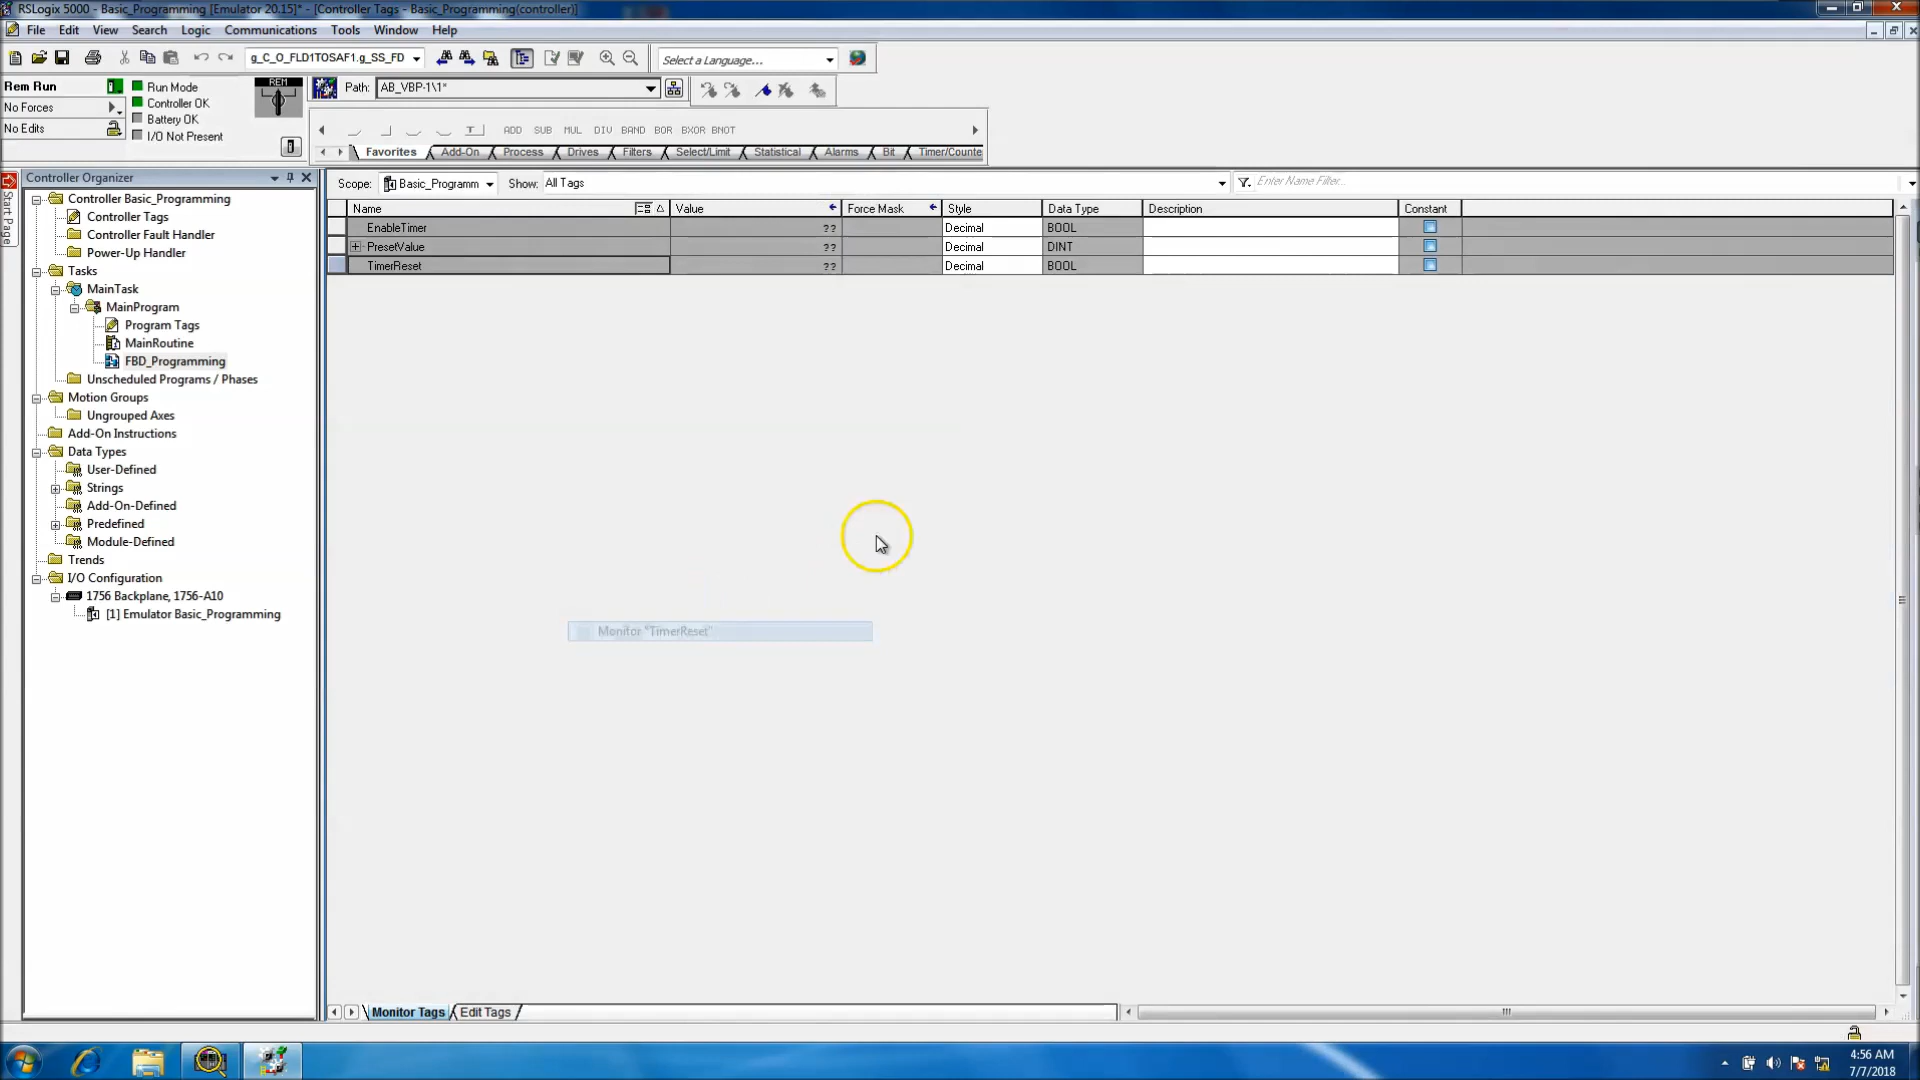 RSLogix 5000 - Basic_Programming [Emulator 20.15]* - [Controller Tags - Basic_Programming(controller)]
File Edit View Search Logic Communications Tools Window Help
g_C_O_FLD1TOSAF1.g_SS_FD
Select a Language...
Rem Run
No Forces
No Edits
Run Mode
Controller OK
Battery OK
I/O Not Present
REM
Path: AB_VBP-1\1*
ADD SUB MUL DIV BAND BOR BXOR BNOT
Favorites Add-On Process Drives Filters Select/Limit Statistical Alarms Bit Timer/Counte
Start Page
Controller Organizer
Controller Basic_Programming
Controller Tags
Controller Fault Handler
Power-Up Handler
Tasks
MainTask
MainProgram
Program Tags
MainRoutine
FBD_Programming
Unscheduled Programs / Phases
Motion Groups
Ungrouped Axes
Add-On Instructions
Data Types
User-Defined
Strings
Add-On-Defined
Predefined
Module-Defined
Trends
I/O Configuration
1756 Backplane, 1756-A10
[1] Emulator Basic_Programming
Scope: Basic_Programm Show: All Tags Enter Name Filter...
Name Value Force Mask Style Data Type Description Constant
EnableTimer ?? Decimal BOOL
PresetValue ?? Decimal DINT
TimerReset ?? Decimal BOOL
Monitor "TimerReset"
Monitor Tags Edit Tags
4:56 AM
7/7/2018